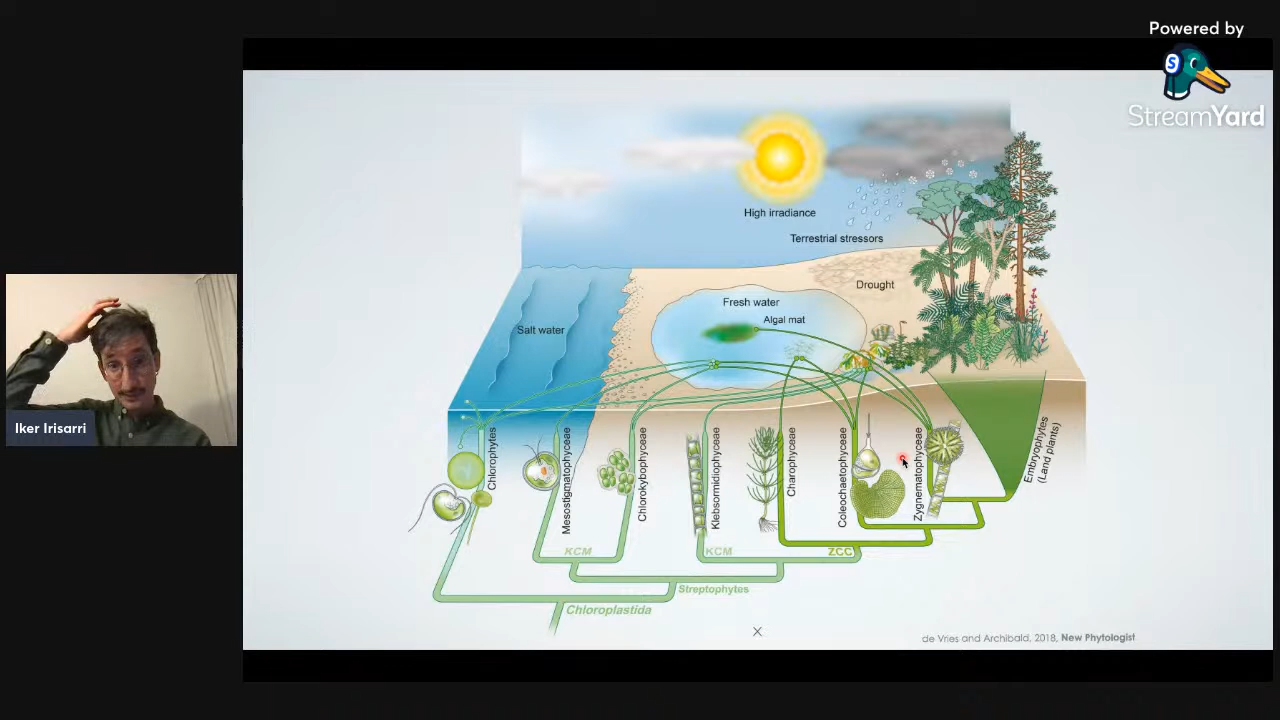 Powered by
S
StreamYard
High irradiance
Terrestrial stressors
Drought
Fresh water
Algal mat
Salt water
Iker Irisarri
Chlorophytes
Mesostigmatophyceae
Chlorokybophyceae
Klebsormidiophyceae
Charophyceae
Coleochaetophyceae
Zygnematophyceae
Embryophytes
(Land plants)
KCM
KCM
ZCC
Streptophytes
Chloroplastida
de Vries and Archibald, 2018, New Phytologist